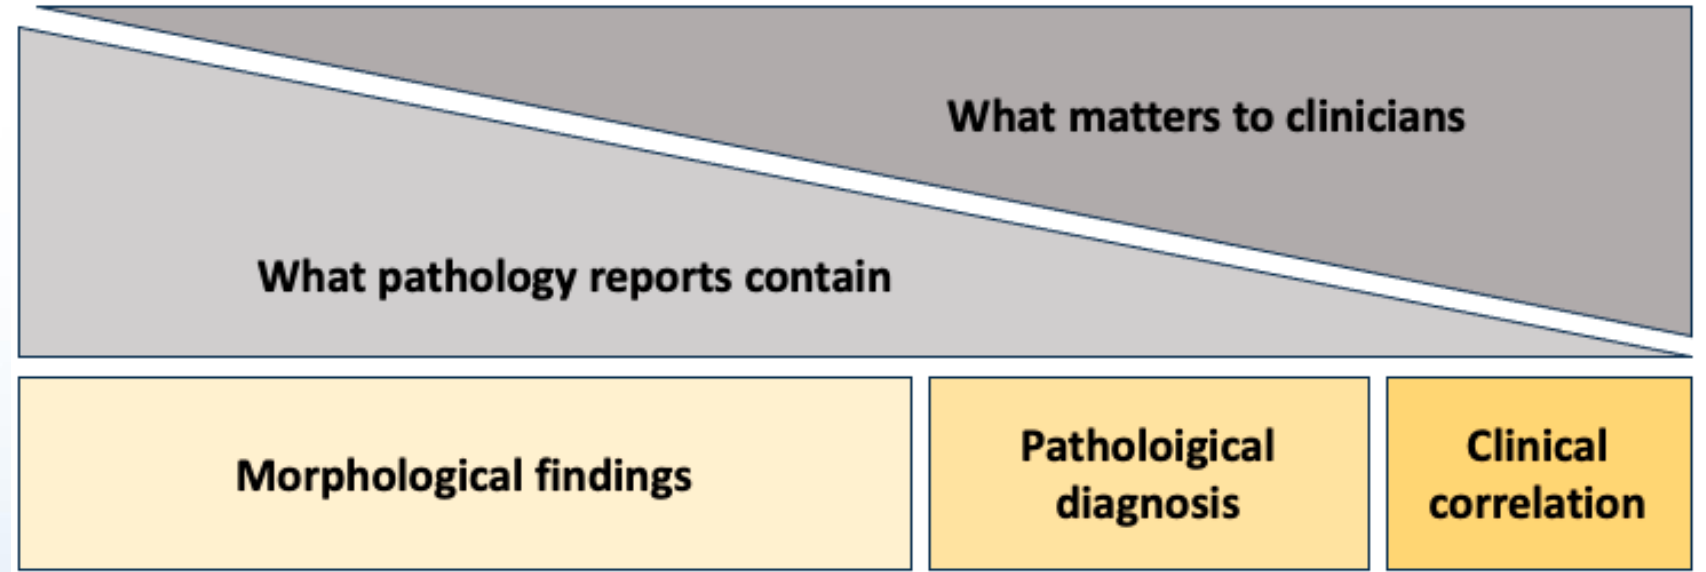 What matters to clinicians
What pathology reports contain
Morphological findings
Patholoigical
diagnosis
Clinical
correlation